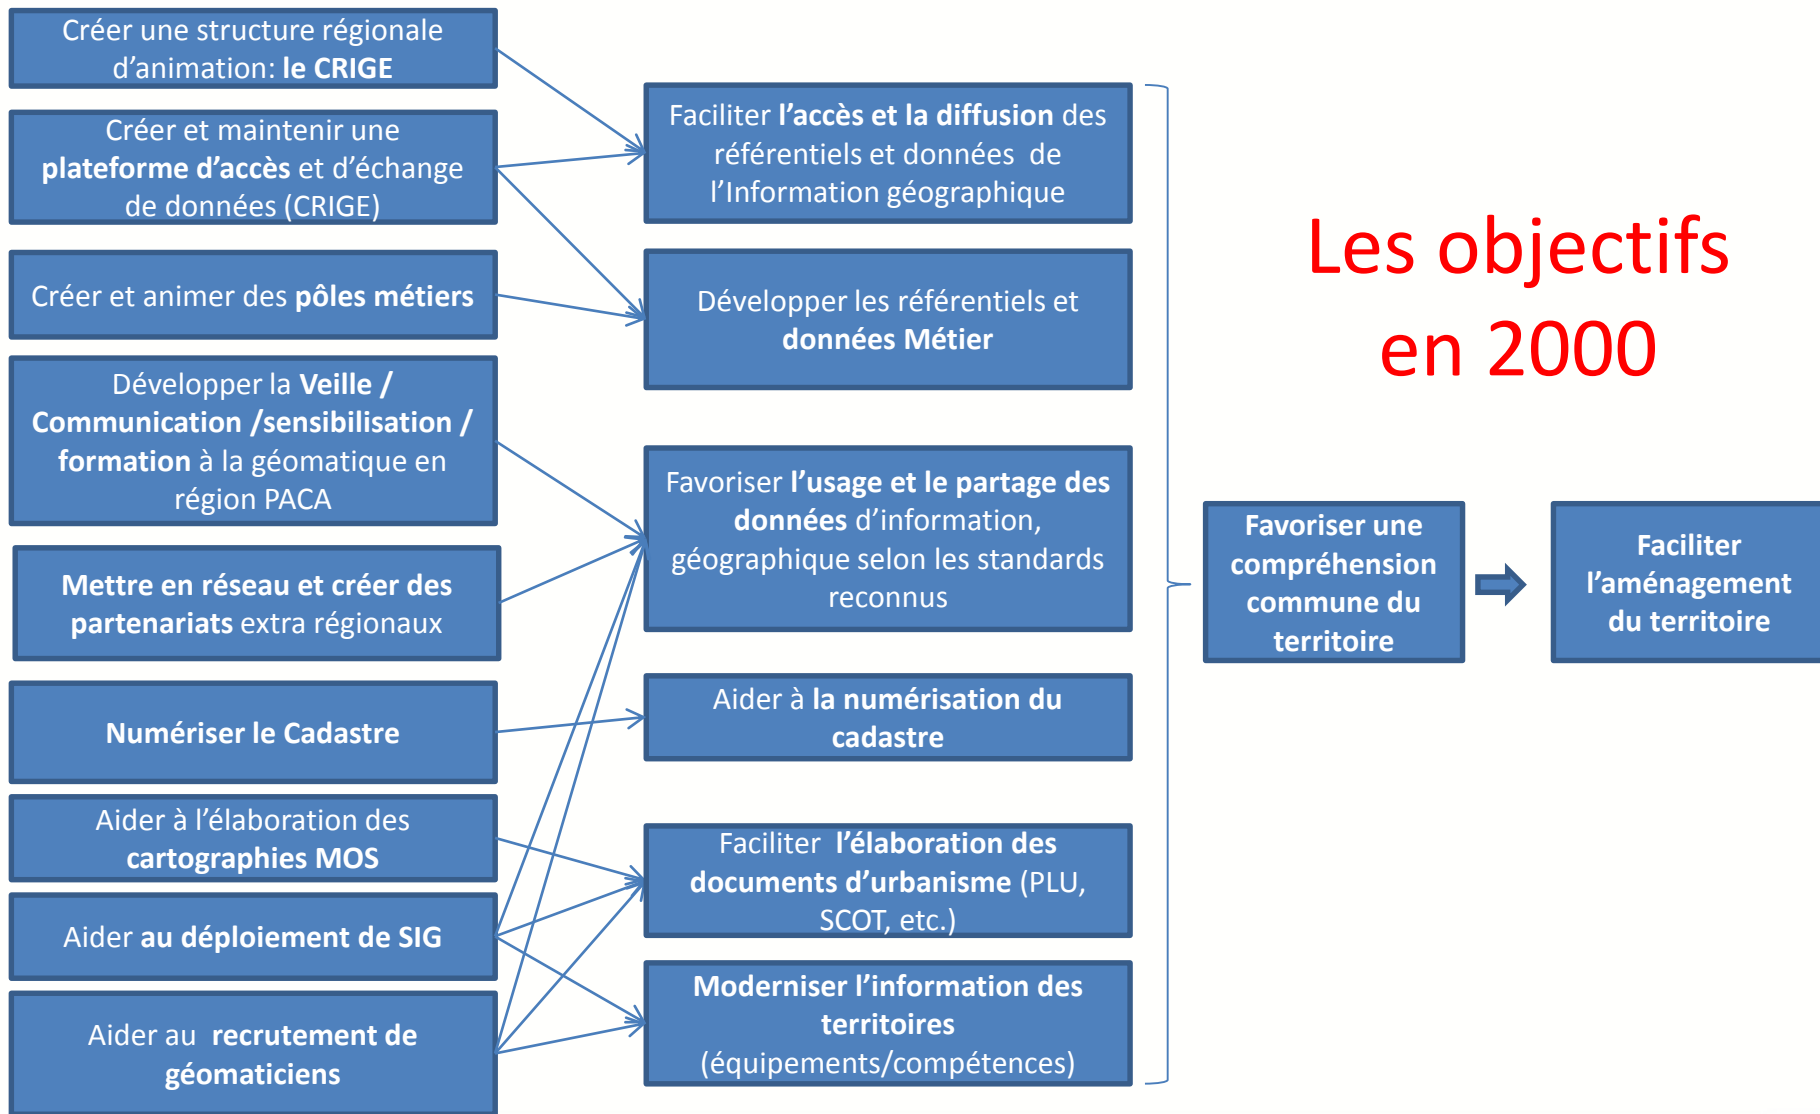 Créer une structure régionale
d’animation: le CRIGE
Créer et maintenir une
plateforme d’accès et d’échange
de données (CRIGE)
Créer et animer des pôles métiers
Développer la Veille /
Communication /sensibilisation /
formation à la géomatique en
région PACA
Mettre en réseau et créer des
partenariats extra régionaux
Numériser le Cadastre
Aider à l’élaboration des
cartographies MOS
Aider au déploiement de SIG
Aider au  recrutement de
géomaticiens
Faciliter l’accès et la diffusion des
référentiels et données  de
l’Information géographique
Développer les référentiels et
données Métier
Favoriser l’usage et le partage des
données d’information,
géographique selon les standards
reconnus
Aider à la numérisation du
cadastre
Faciliter  l’élaboration des
documents d’urbanisme (PLU,
SCOT, etc.)
Moderniser l’information des
territoires
(équipements/compétences)
Les objectifs
en 2000
Favoriser une
compréhension
commune du
territoire
Faciliter
l’aménagement
du territoire